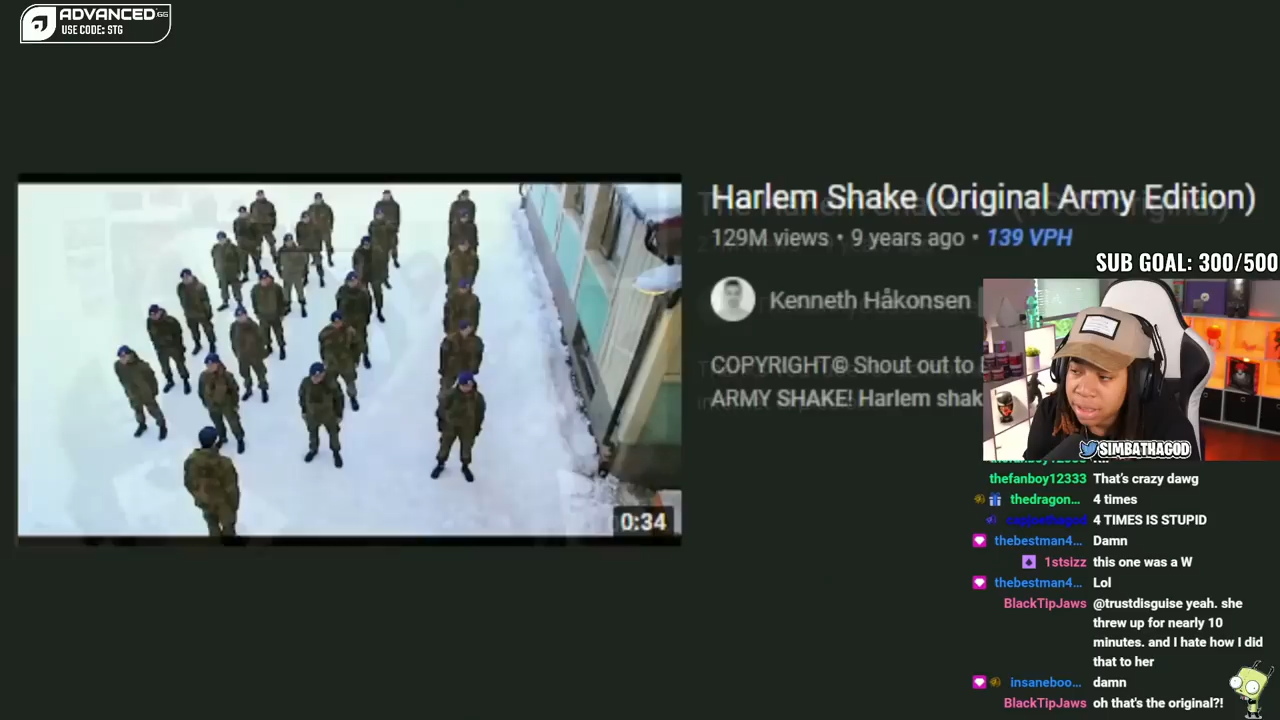 ADVANCED GG
USE CODE: STG
Harlem Shake (Original Army Edition)
129M views • 9 years ago • 139 VPH
SUB GOAL: 300/500
Kenneth Håkonsen
COPYRIGHT© Shout out to
ARMY SHAKE! Harlem shak
0:34
SIMBATHAGOD
thefanboy12333 That's crazy dawg
thedragon... 4 times
4 TIMES IS STUPID
thebestman4... Damn
1stsizz this one was a W
thebestman4... Lol
BlackTipJaws @trustdisguise yeah. she
threw up for nearly 10
minutes. and I hate how I did
that to her
insaneboo... damn
BlackTipJaws oh that's the original?!